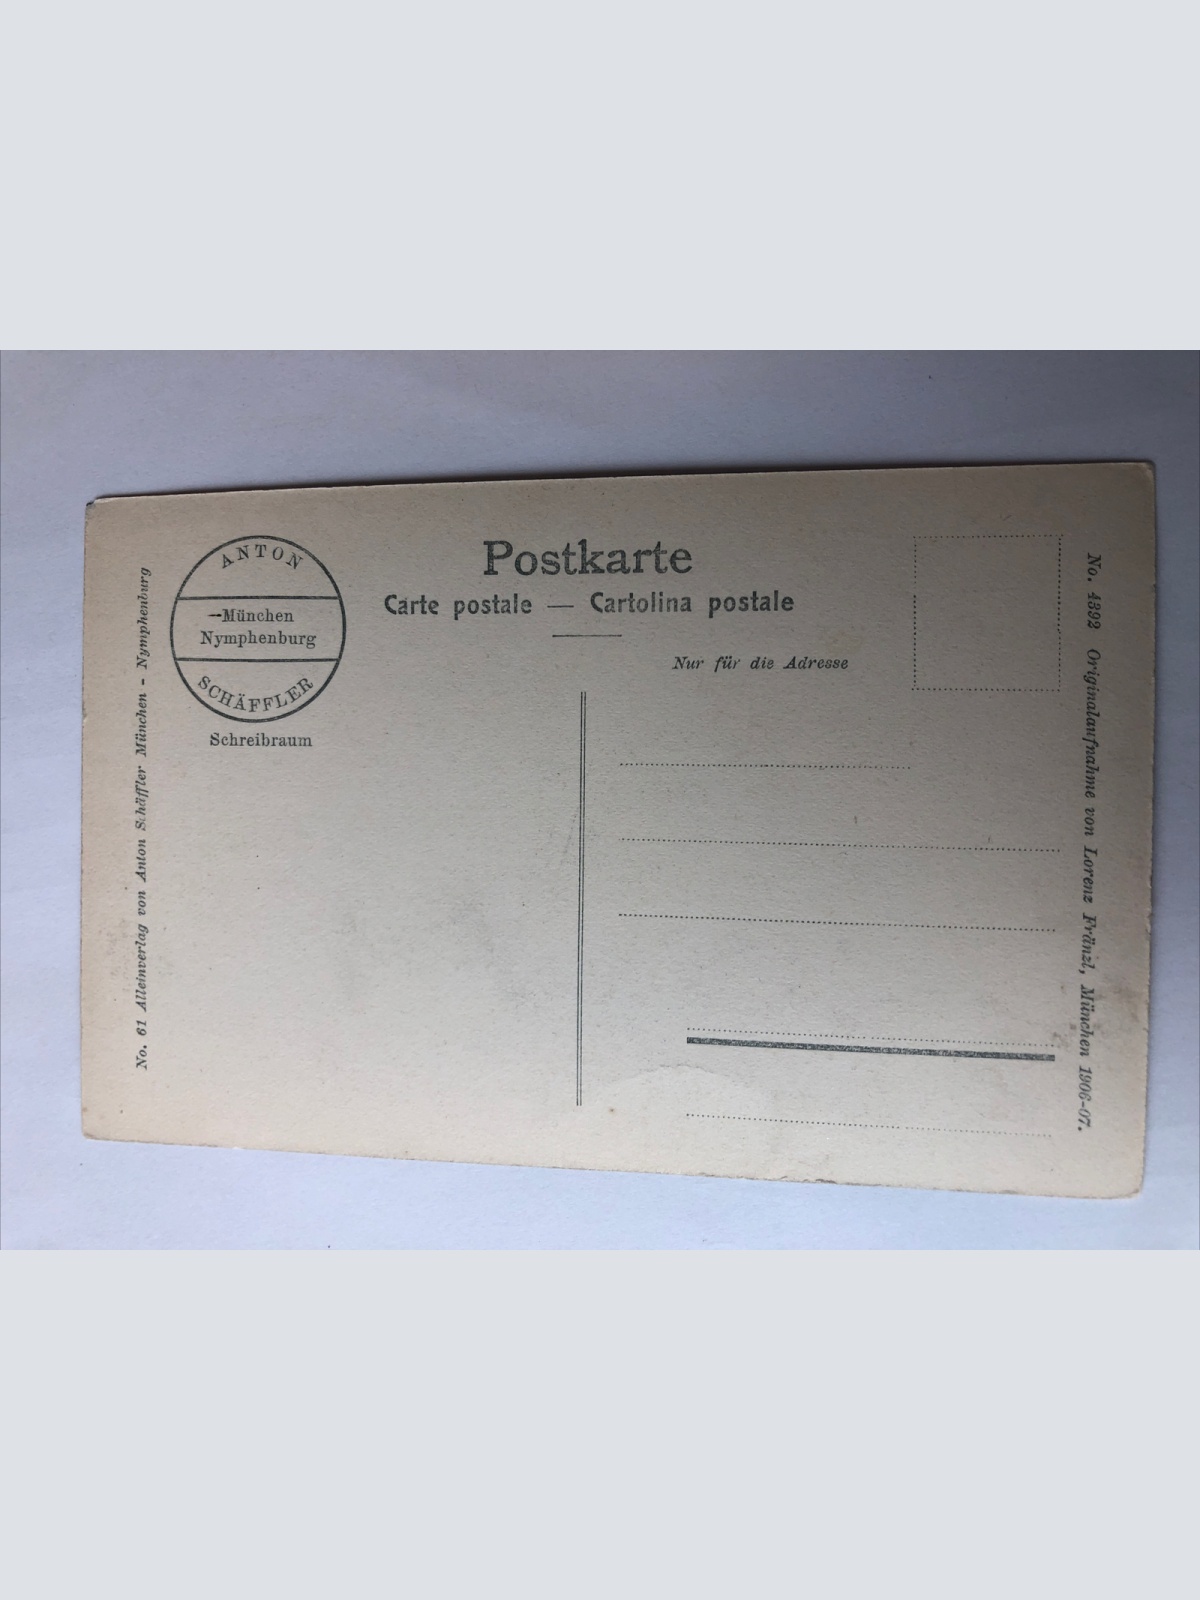 ANTON
München
Nymphenburg
SCHÄFFLER
Schreibraum
Postkarte
Carte postale — Cartolina postale
Nur für die Adresse
No. 61 Alleinverlag von Anton Schäffler München - Nymphenburg
No. 4392 Originalaufnahme von Lorenz Fränzl, München 1906-07.